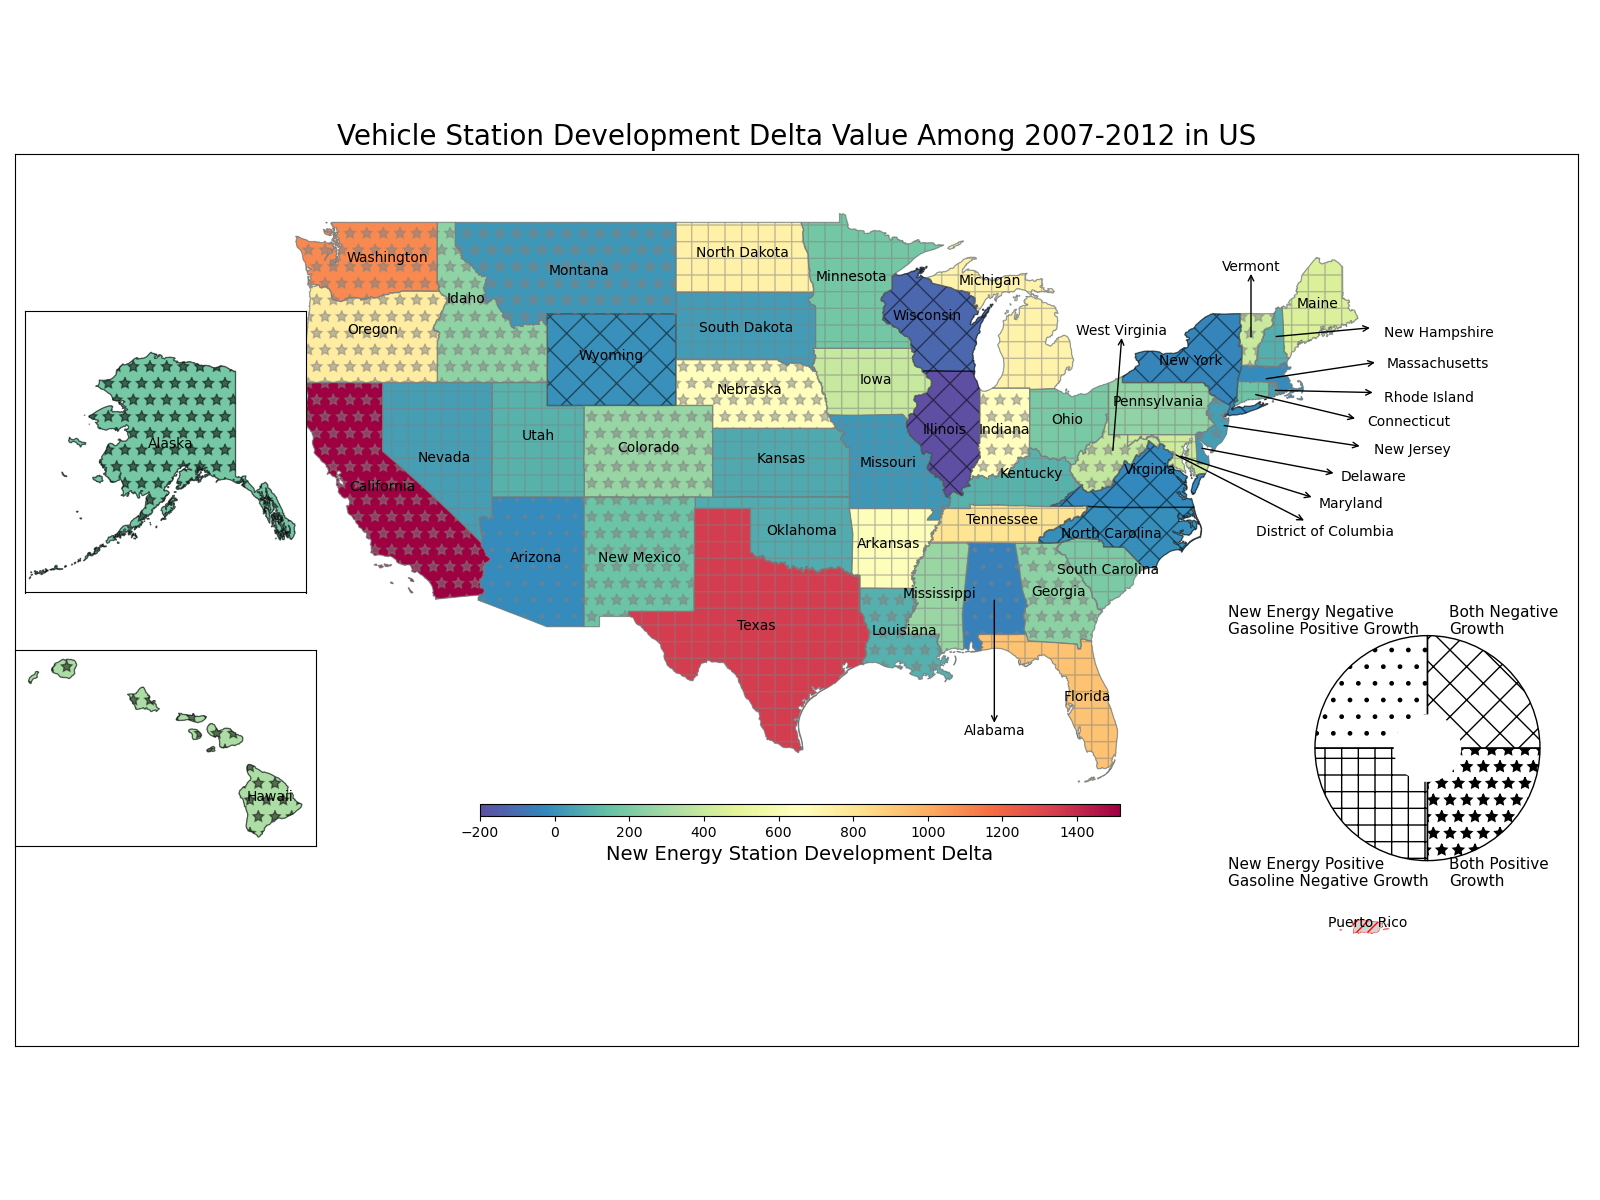 Vehicle Station Development Delta Value Among 2007-2012 in US
Washington
Montana
North Dakota
Minnesota
Michigan
Vermont
Maine
Idaho
Oregon
South Dakota
Wisconsin
West Virginia
New Hampshire
Wyoming
New York
Massachusetts
Nebraska
Iowa
Pennsylvania
Rhode Island
Connecticut
Ohio
Utah
Colorado
Illinois
Indiana
New Jersey
Nevada
Kansas
Missouri
Kentucky
Virginia
Delaware
Alaska
California
Maryland
Oklahoma
Arkansas
Tennessee
North Carolina
District of Columbia
Arizona
New Mexico
South Carolina
Mississippi
Georgia
Texas
Louisiana
Florida
Alabama
Hawaii
New Energy Negative
Gasoline Positive Growth
Both Negative
Growth
−200 0 200 400 600 800 1000 1200 1400
New Energy Station Development Delta
New Energy Positive
Gasoline Negative Growth
Both Positive
Growth
Puerto Rico